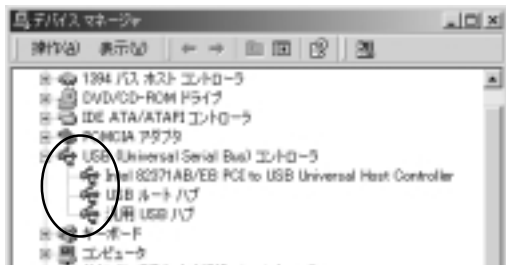 デバイス マネージャ
操作(A) 表示(V)
1394 バス ホスト コントローラ
DVD/CD-ROM ドライブ
IDE ATA/ATAPI コントローラ
PCMCIA アダプタ
USB (Universal Serial Bus) コントローラ
Intel 82371AB/EB PCI to USB Universal Host Controller
USB ルート ハブ
汎用 USB ハブ
キーボード
コンピュータ